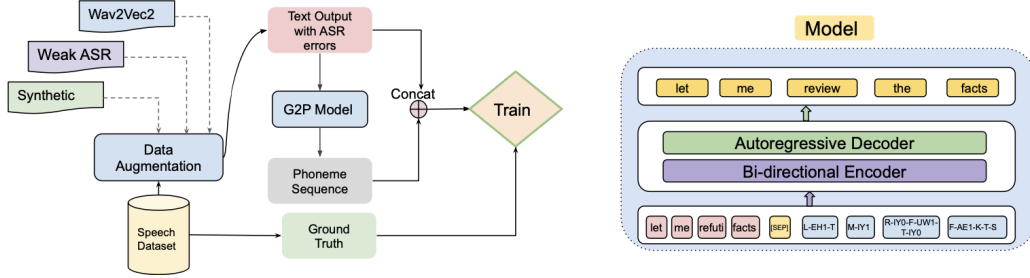 Wav2Vec2
Weak ASR
Synthetic
Data
Augmentation
Speech
Dataset
Text Output
with ASR
errors
G2P Model
Phoneme
Sequence
Ground
Truth
Concat
Train
Model
let me review the facts
Autoregressive Decoder
Bi-directional Encoder
let me refuti facts [SEP] L-EH1-T M-IY1 R-IY0-F-UW1-
T-IY0 F-AE1-K-T-S